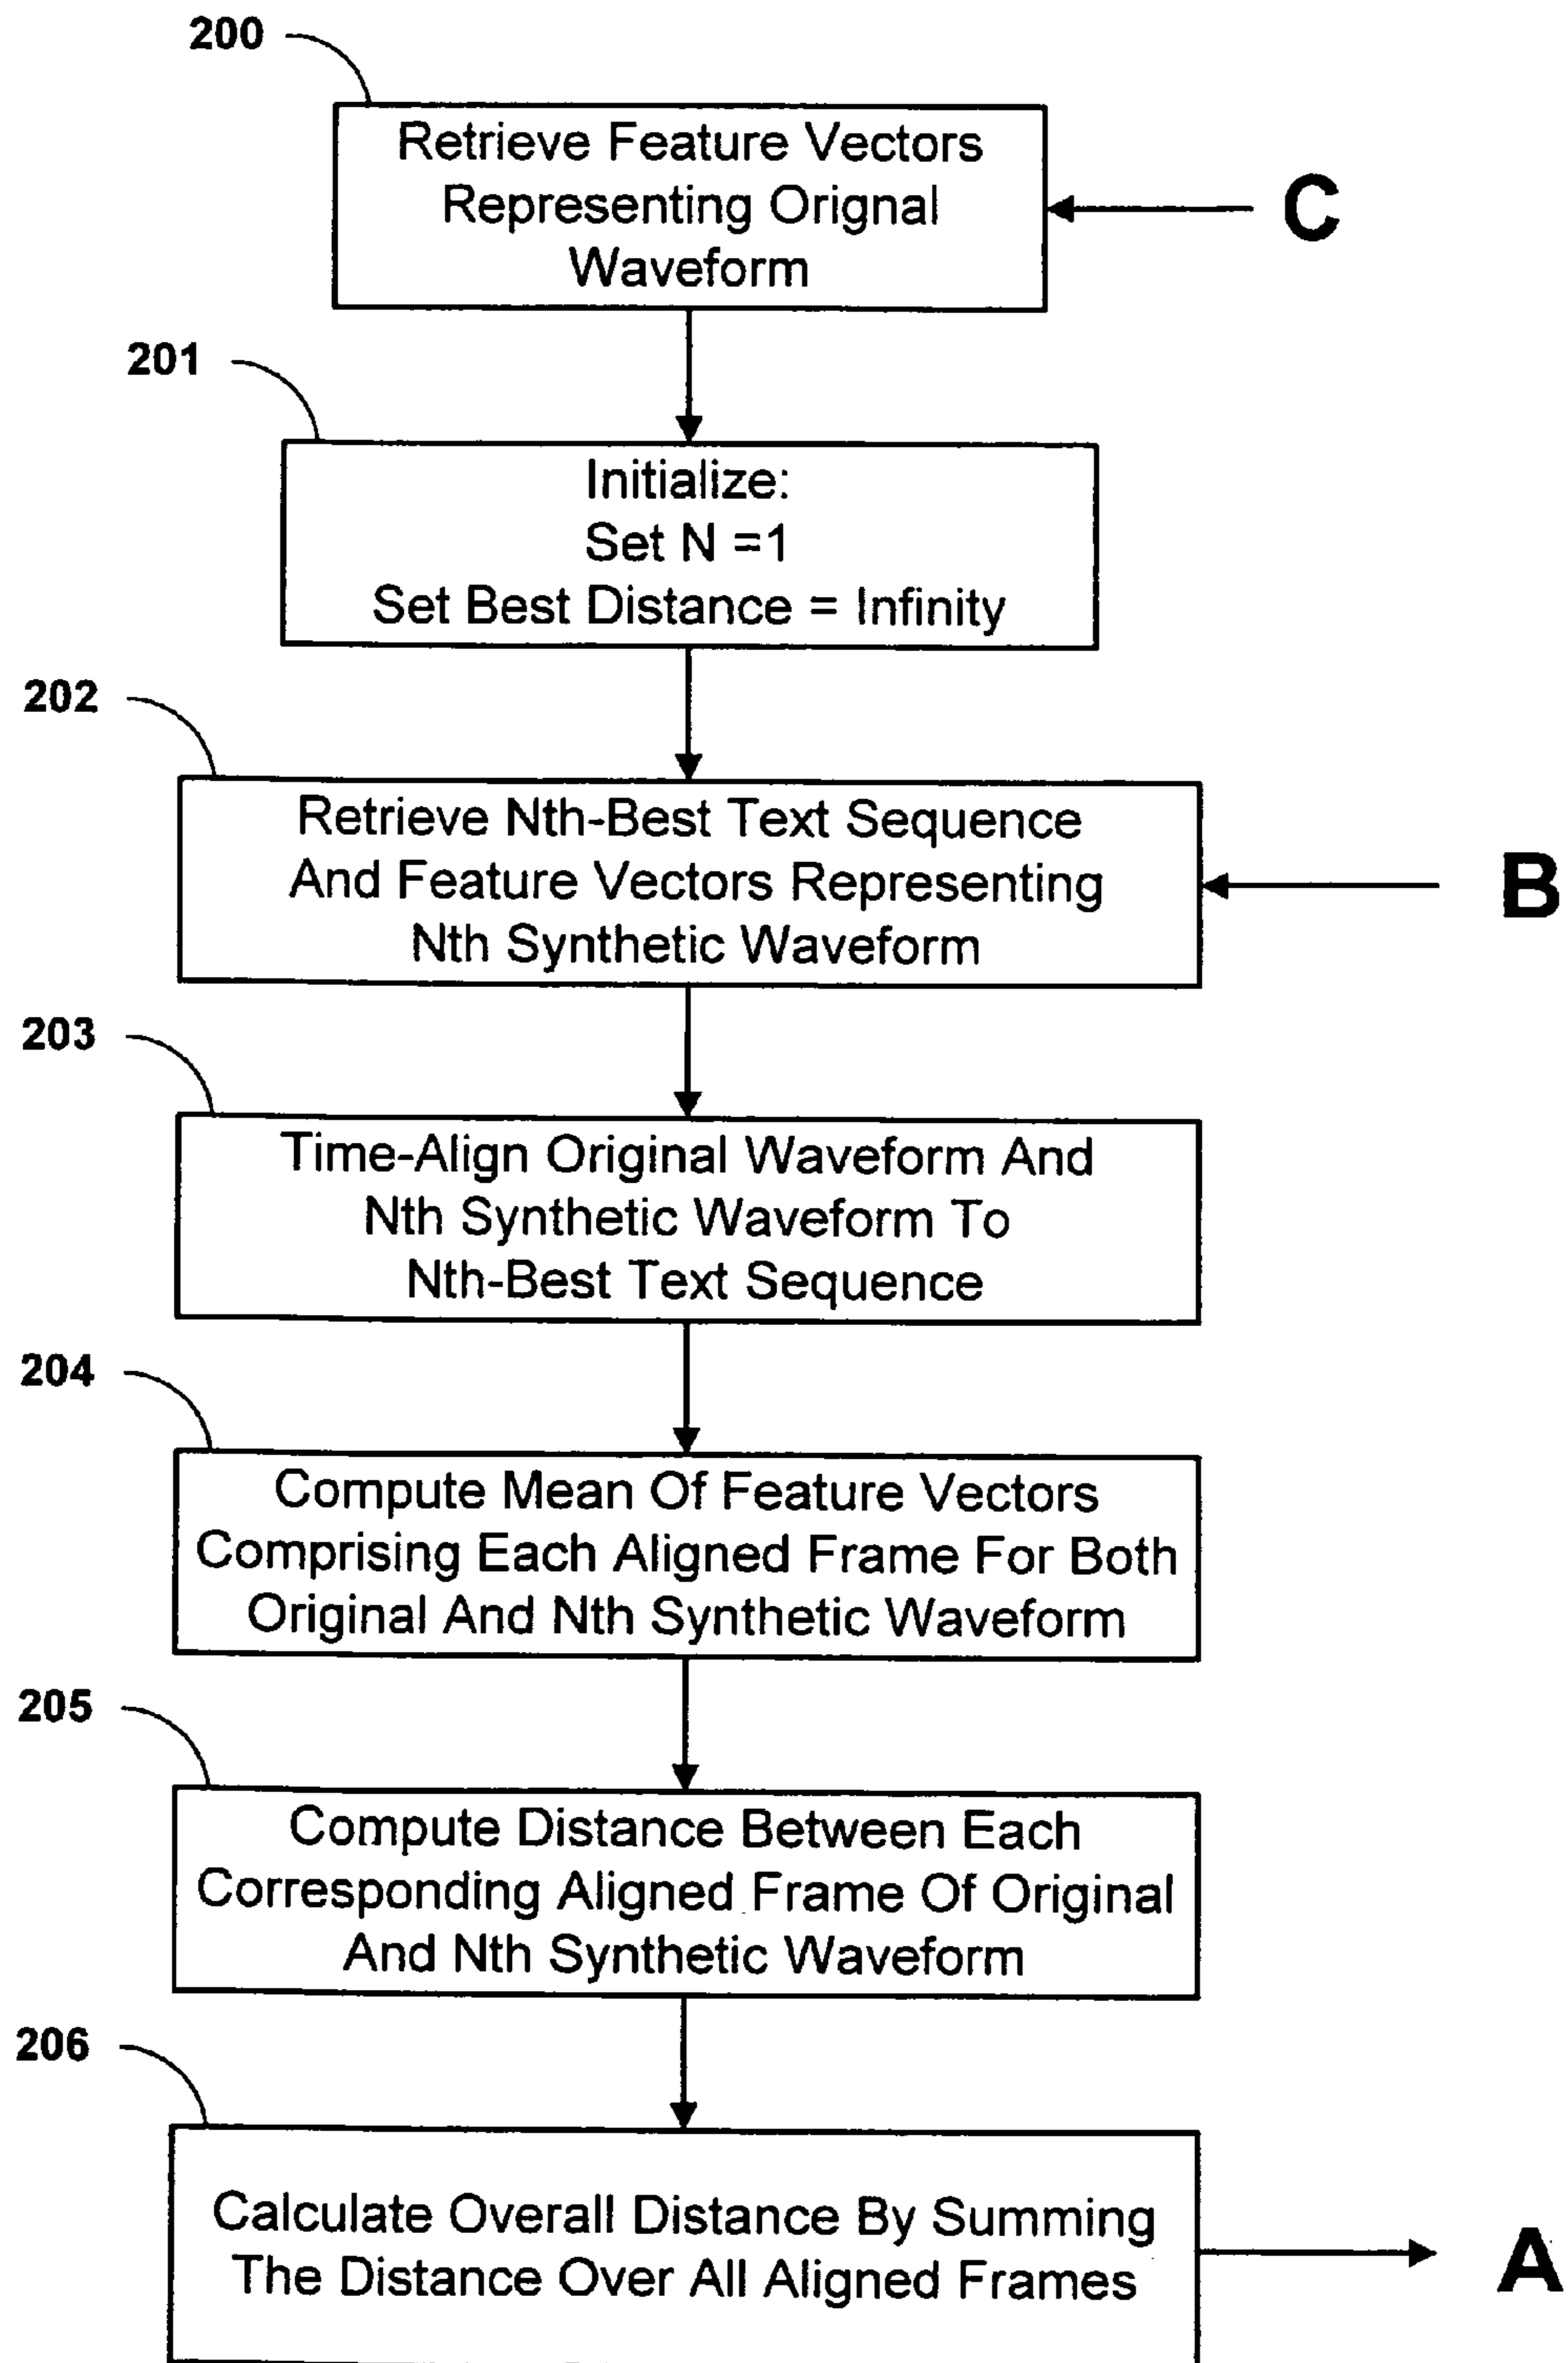 200
Retrieve Feature Vectors
Representing Orignal
Waveform
C
201
Initialize:
Set N =1
Set Best Distance = Infinity
202
Retrieve Nth-Best Text Sequence
And Feature Vectors Representing
Nth Synthetic Waveform
B
203
Time-Align Original Waveform And
Nth Synthetic Waveform To
Nth-Best Text Sequence
204
Compute Mean Of Feature Vectors
Comprising Each Aligned Frame For Both
Original And Nth Synthetic Waveform
205
Compute Distance Between Each
Corresponding Aligned Frame Of Original
And Nth Synthetic Waveform
206
Calculate Overall Distance By Summing
The Distance Over All Aligned Frames
A